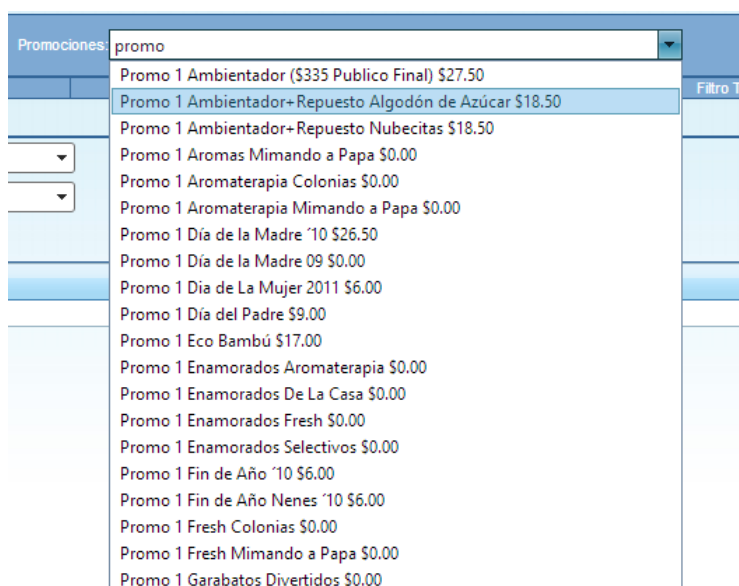 Promociones: promo
Promo 1 Ambientador ($335 Publico Final) $27.50
Filtro T
Promo 1 Ambientador+Repuesto Algodón de Azúcar $18.50
Promo 1 Ambientador+Repuesto Nubecitas $18.50
Promo 1 Aromas Mimando a Papa $0.00
Promo 1 Aromaterapia Colonias $0.00
Promo 1 Aromaterapia Mimando a Papa $0.00
Promo 1 Día de la Madre ´10 $26.50
Promo 1 Día de la Madre 09 $0.00
Promo 1 Dia de La Mujer 2011 $6.00
Promo 1 Día del Padre $9.00
Promo 1 Eco Bambú $17.00
Promo 1 Enamorados Aromaterapia $0.00
Promo 1 Enamorados De La Casa $0.00
Promo 1 Enamorados Fresh $0.00
Promo 1 Enamorados Selectivos $0.00
Promo 1 Fin de Año ´10 $6.00
Promo 1 Fin de Año Nenes ´10 $6.00
Promo 1 Fresh Colonias $0.00
Promo 1 Fresh Mimando a Papa $0.00
Promo 1 Garabatos Divertidos $0.00